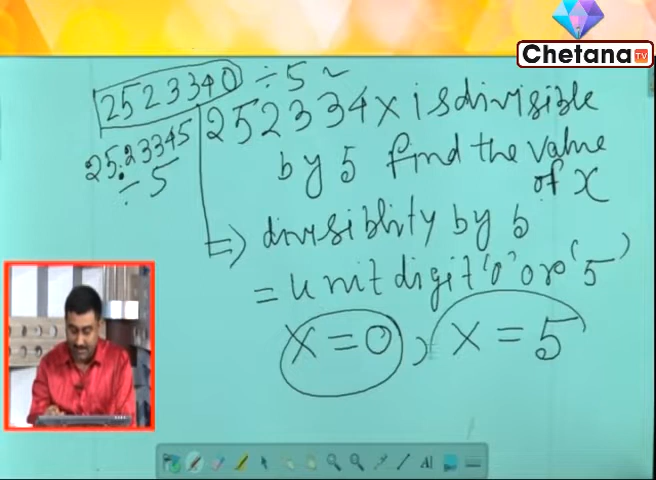 Chetana TV
2523340 ÷ 5
25 23345
÷ 5
252334x is divisible
by 5 find the value
of x
=> divisiblity by 5
= unit digit '0' or '5'
x = 0 , x = 5
AI